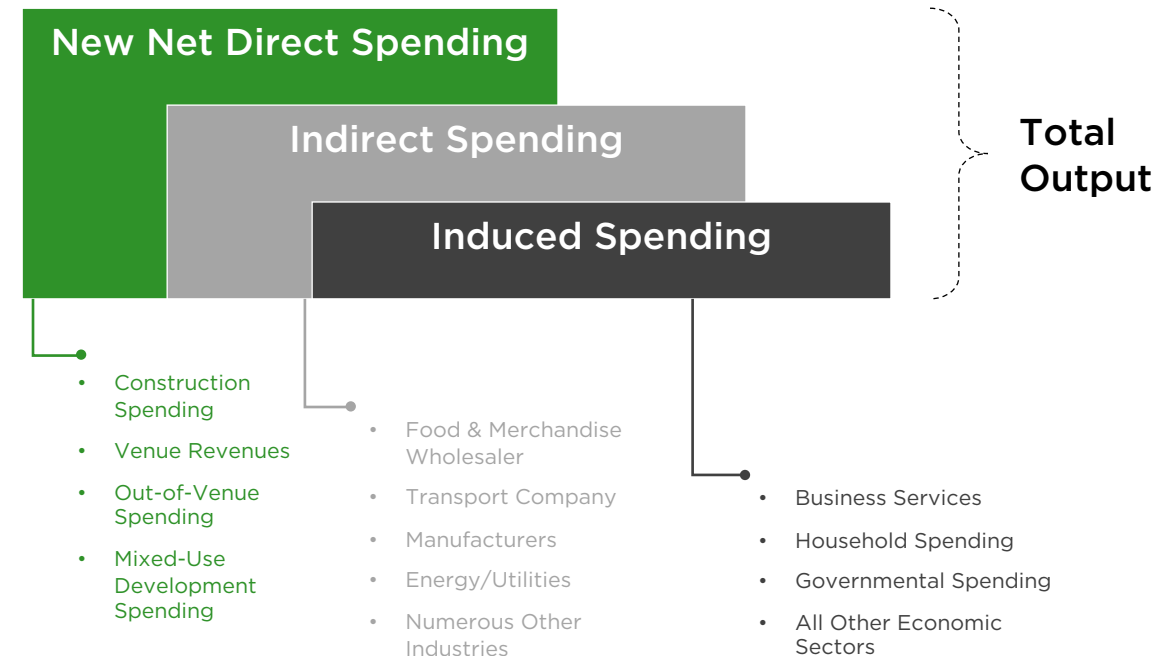 New Net Direct Spending
Indirect Spending
Induced Spending
Total
Output
• Construction
Spending
• Venue Revenues
• Out-of-Venue
Spending
• Mixed-Use
Development
Spending
• Food & Merchandise
Wholesaler
• Transport Company
• Manufacturers
• Energy/Utilities
• Numerous Other
Industries
• Business Services
• Household Spending
• Governmental Spending
• All Other Economic
Sectors